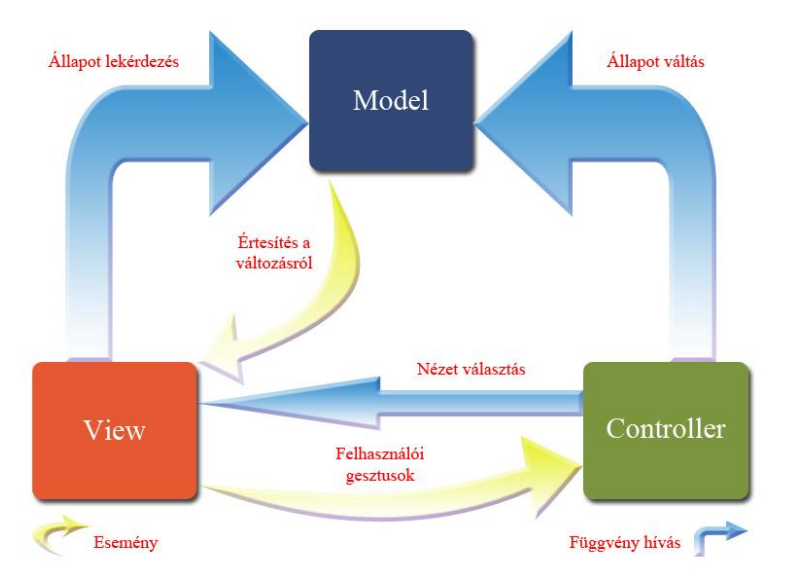 Állapot lekérdezés
Állapot váltás
Model
Értesítés a
változásról
Nézet választás
View
Controller
Felhasználói
gesztusok
Esemény
Függvény hívás